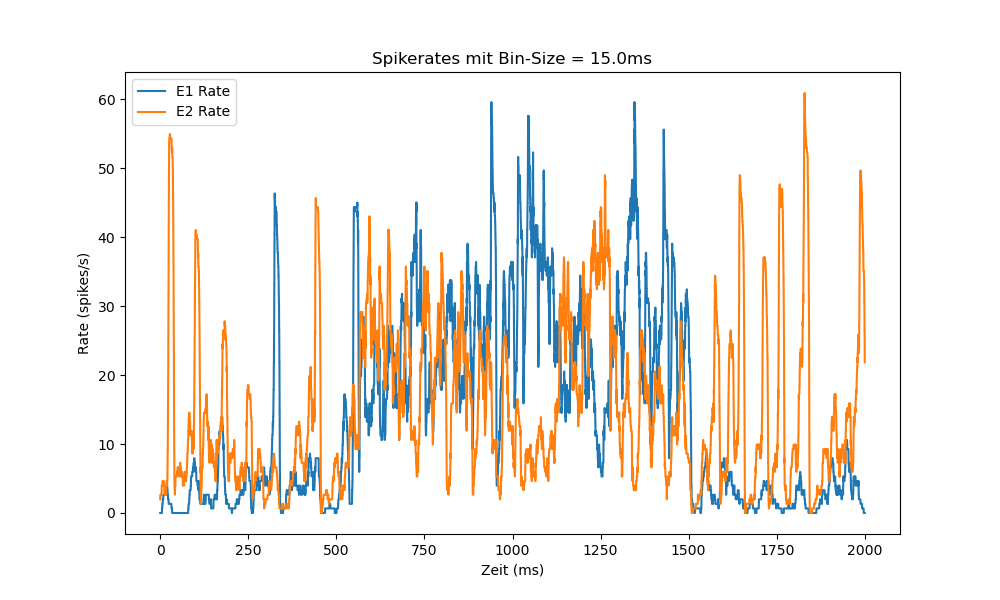 Spikerates mit Bin-Size = 15.0ms
E1 Rate
E2 Rate
60
50
40
30
20
10
0
Rate (spikes/s)
0 250 500 750 1000 1250 1500 1750 2000
Zeit (ms)